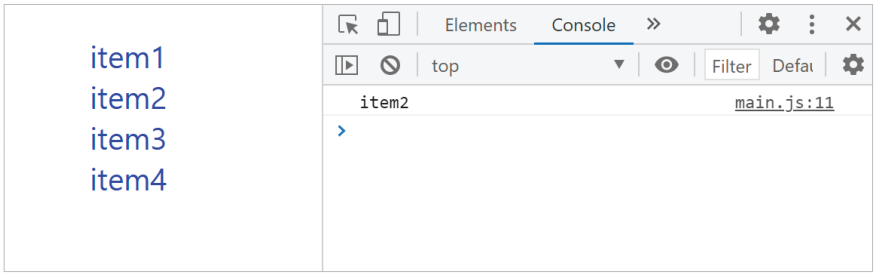 item1
item2
item3
item4
Elements Console
top Filter Defau
item2 main.js:11